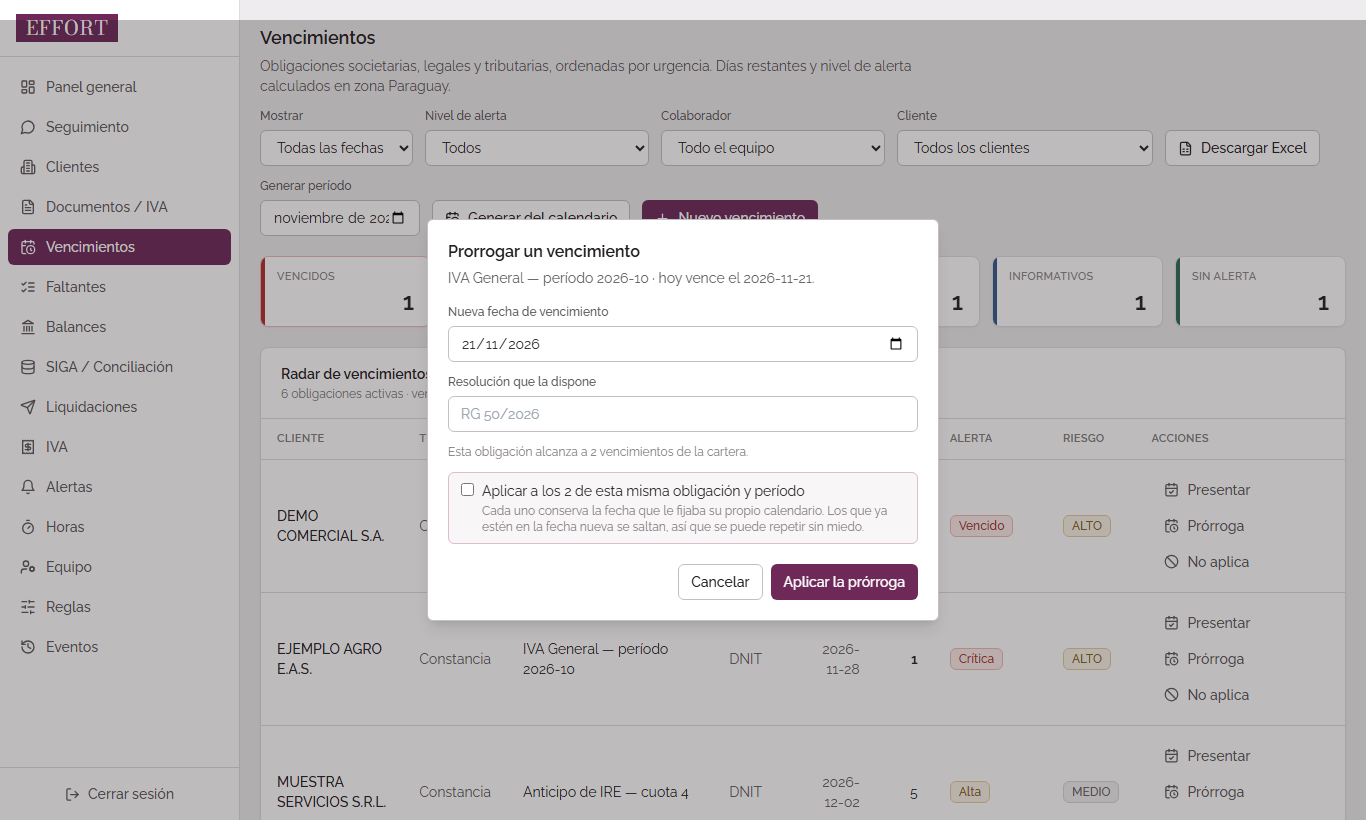 EFFORT
Panel general
Seguimiento
Clientes
Documentos / IVA
Vencimientos
Faltantes
Balances
SIGA / Conciliación
Liquidaciones
IVA
Alertas
Horas
Equipo
Reglas
Eventos
Cerrar sesión
Vencimientos
Obligaciones societarias, legales y tributarias, ordenadas por urgencia. Días restantes y nivel de alerta
calculados en zona Paraguay.
Mostrar
Nivel de alerta
Colaborador
Cliente
Todas las fechas
Todos
Todo el equipo
Todos los clientes
Descargar Excel
Generar período
noviembre de 202
Generar del calendario
+ Nuevo vencimiento
VENCIDOS
1
1
INFORMATIVOS
1
SIN ALERTA
1
Radar de vencimientos
6 obligaciones activas · ver
Prorrogar un vencimiento
IVA General — período 2026-10 · hoy vence el 2026-11-21.
Nueva fecha de vencimiento
21/11/2026
Resolución que la dispone
RG 50/2026
Esta obligación alcanza a 2 vencimientos de la cartera.
Aplicar a los 2 de esta misma obligación y período
Cada uno conserva la fecha que le fijaba su propio calendario. Los que ya
estén en la fecha nueva se saltan, así que se puede repetir sin miedo.
Cancelar
Aplicar la prórroga
CLIENTE
T
ALERTA
RIESGO
ACCIONES
DEMO
COMERCIAL S.A.
C
Vencido
ALTO
Presentar
Prórroga
No aplica
EJEMPLO AGRO
E.A.S.
Constancia
IVA General — período
2026-10
DNIT
2026-
11-28
1
Crítica
ALTO
Presentar
Prórroga
No aplica
MUESTRA
SERVICIOS S.R.L.
Constancia
Anticipo de IRE — cuota 4
DNIT
2026-
12-02
5
Alta
MEDIO
Presentar
Prórroga